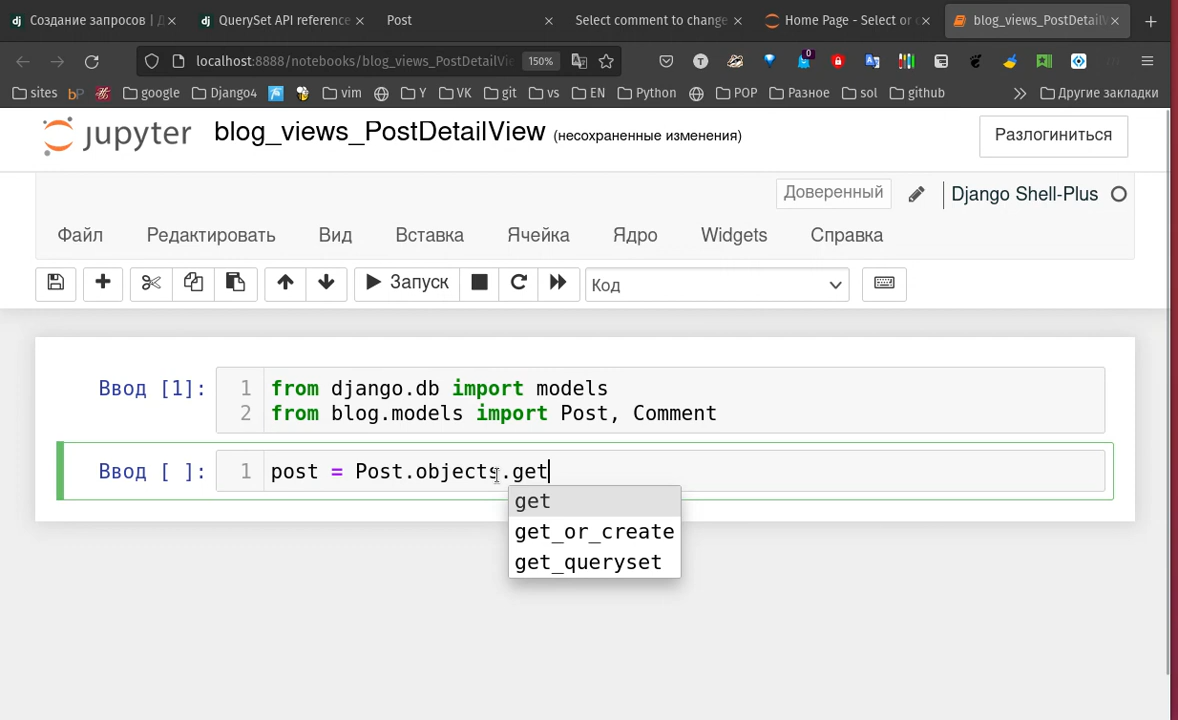 Создание запросов | Д
QuerySet API reference
Post
Select comment to change
Home Page - Select or c
blog_views_PostDetailV
localhost:8888/notebooks/blog_views_PostDetailVi
150%
0
sites
google
Django4
vim
Y
VK
git
vs
EN
Python
POP
Разное
sol
github
Другие закладки
jupyter
blog_views_PostDetailView (несохраненные изменения)
Разлогиниться
Доверенный
Django Shell-Plus
Файл
Редактировать
Вид
Вставка
Ячейка
Ядро
Widgets
Справка
Запуск
Код
Ввод [1]:
1 from django.db import models
2 from blog.models import Post, Comment
Ввод [ ]:
1 post = Post.objects.get
get
get_or_create
get_queryset